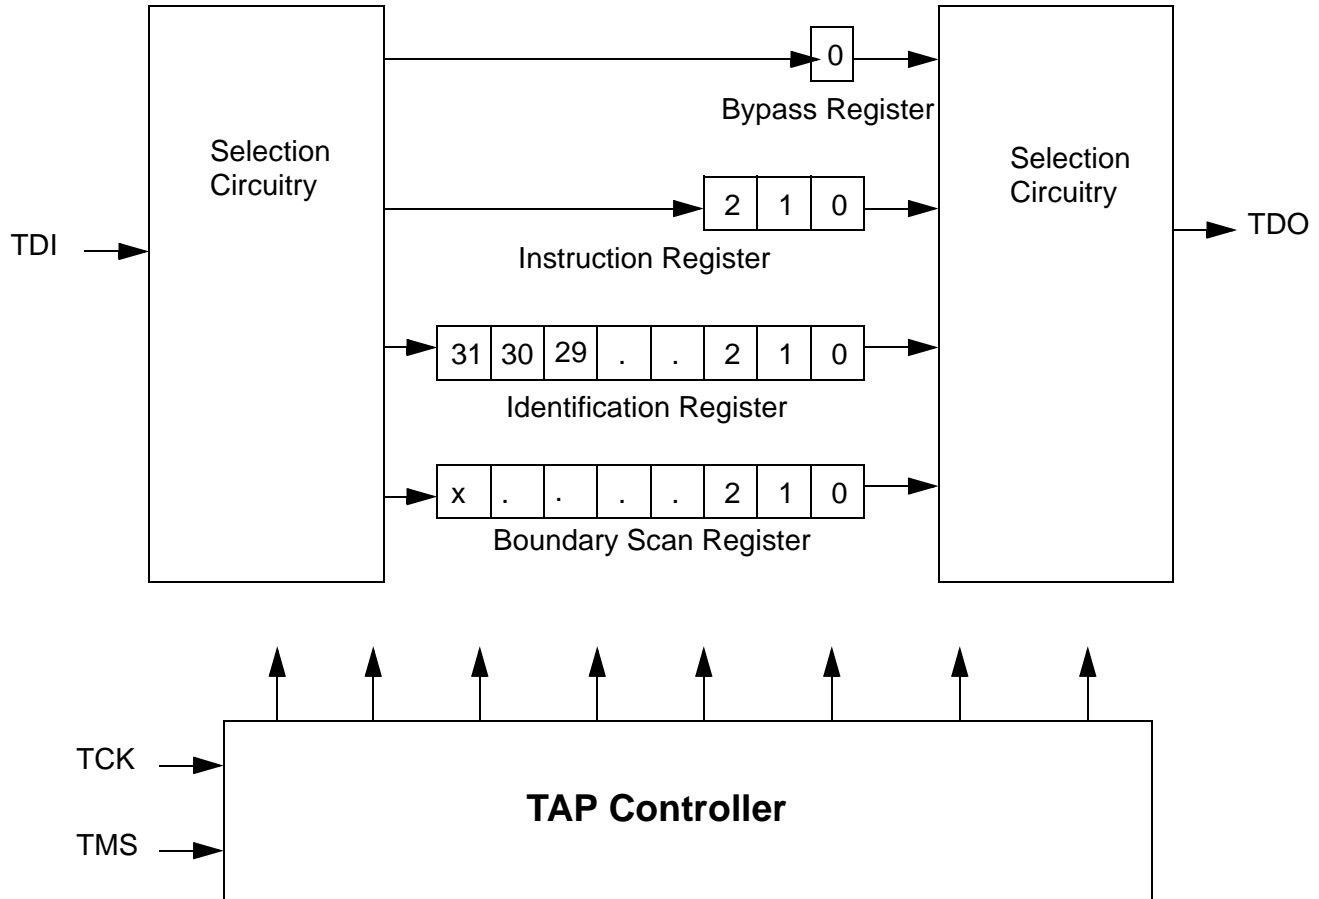 0
Bypass Register
Selection
Circuitry
Selection
Circuitry
2 1 0
TDI
TDO
Instruction Register
31 30 29 . . 2 1 0
Identification Register
x . . . . 2 1 0
Boundary Scan Register
TCK
TAP Controller
TMS